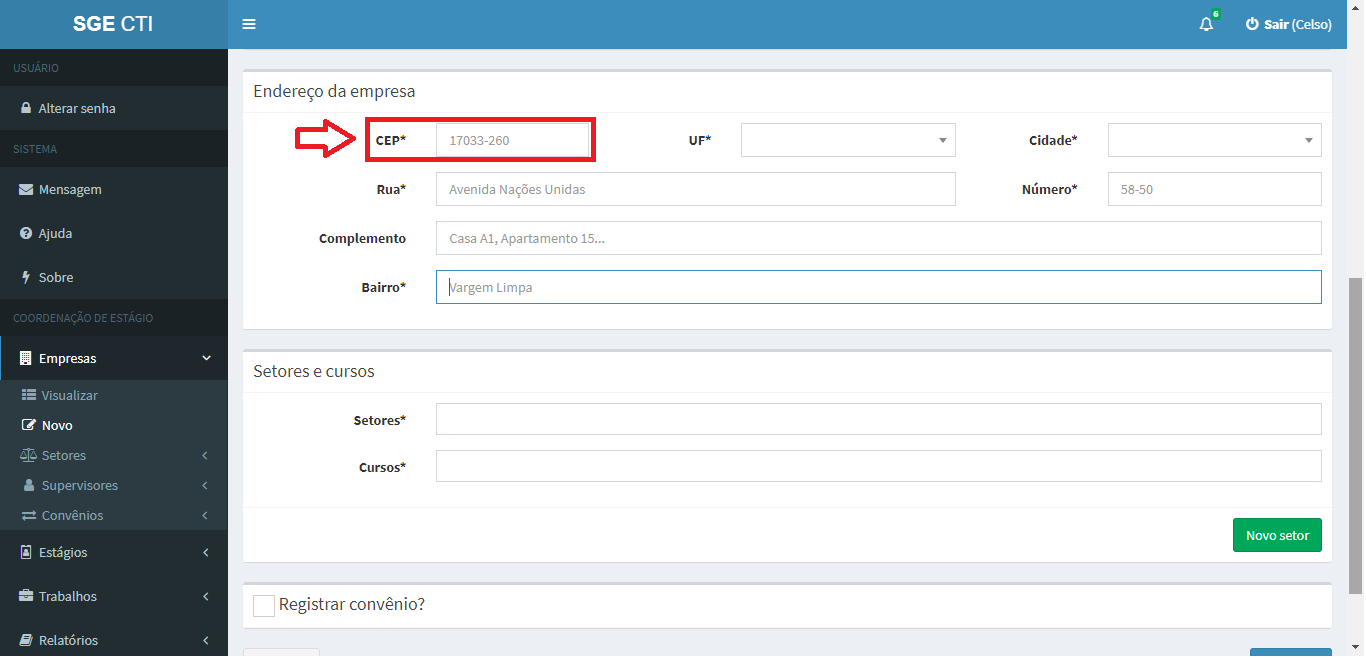 SGE CTI
6
Sair (Celso)
USUÁRIO
Alterar senha
SISTEMA
Mensagem
Ajuda
Sobre
COORDENAÇÃO DE ESTÁGIO
Empresas
Visualizar
Novo
Setores
Supervisores
Convênios
Estágios
Trabalhos
Relatórios
Endereço da empresa
CEP* 17033-260 UF* Cidade*
Rua* Avenida Nações Unidas Número* 58-50
Complemento Casa A1, Apartamento 15...
Bairro* Vargem Limpa
Setores e cursos
Setores*
Cursos*
Novo setor
Registrar convênio?